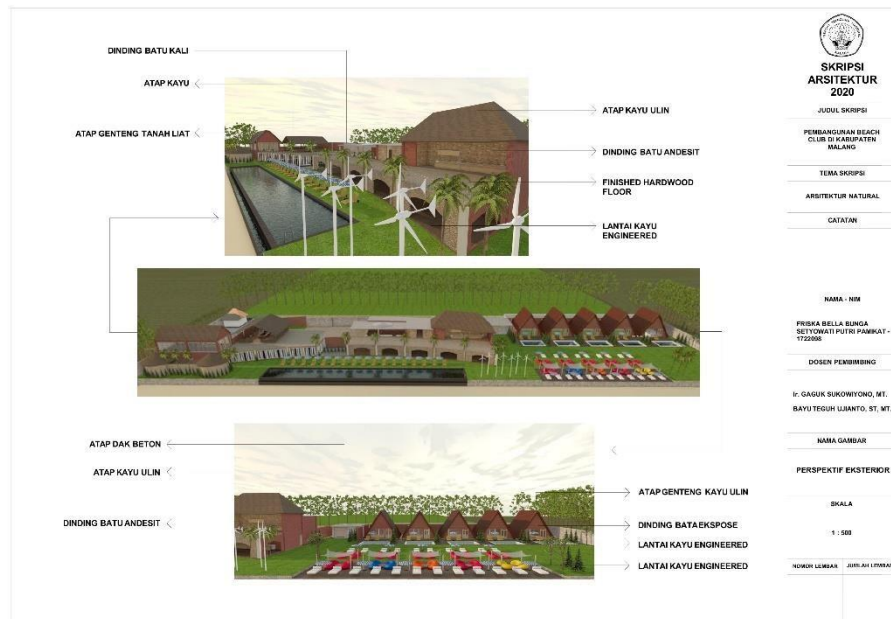 DINDING BATU KALI
ATAP KAYU
ATAP GENTENG TANAH LIAT
ATAP KAYU ULIN
DINDING BATU ANDESIT
FINISHED HARDWOOD
FLOOR
LANTAI KAYU
ENGINEERED
ATAP DAK BETON
ATAP KAYU ULIN
DINDING BATU ANDESIT
ATAP GENTENG KAYU ULIN
DINDING BATA EKSPOSE
LANTAI KAYU ENGINEERED
LANTAI KAYU ENGINEERED
SKRIPSI
ARSITEKTUR
2020
JUDUL SKRIPSI
PEMBANGUNAN BEACH
CLUB DI KABUPATEN
MALANG
TEMA SKRIPSI
ARSITEKTUR NATURAL
CATATAN
NAMA - NIM
FRISKA BELLA BUNGA
SETYOWATI PUTRI PAMIKAT -
1722098
DOSEN PEMBIMBING
Ir. GAGUK SUKOWIYONO, MT.
BAYU TEGUH UJIANTO, ST, MT.
NAMA GAMBAR
PERSPEKTIF EKSTERIOR
SKALA
1 : 500
NOMOR LEMBAR JUMLAH LEMBAR